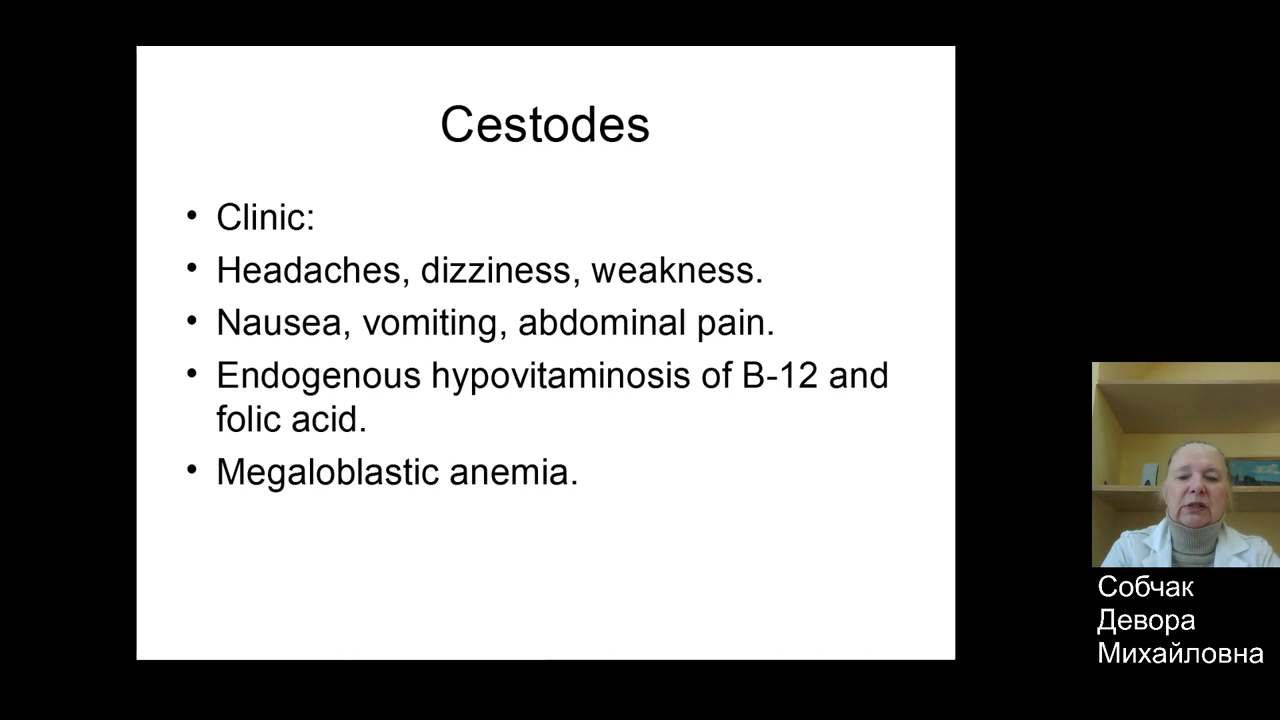 Cestodes
• Clinic:
• Headaches, dizziness, weakness.
• Nausea, vomiting, abdominal pain.
• Endogenous hypovitaminosis of B-12 and
folic acid.
• Megaloblastic anemia.
Собчак
Девора
Михайловна